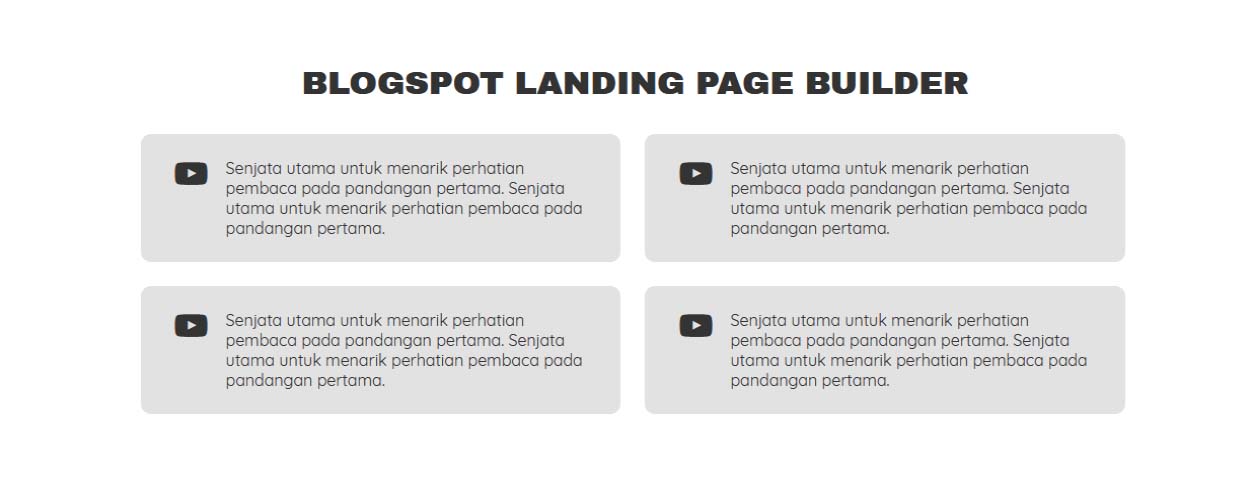 BLOGSPOT LANDING PAGE BUILDER
Senjata utama untuk menarik perhatian
pembaca pada pandangan pertama. Senjata
utama untuk menarik perhatian pembaca pada
pandangan pertama.
Senjata utama untuk menarik perhatian
pembaca pada pandangan pertama. Senjata
utama untuk menarik perhatian pembaca pada
pandangan pertama.
Senjata utama untuk menarik perhatian
pembaca pada pandangan pertama. Senjata
utama untuk menarik perhatian pembaca pada
pandangan pertama.
Senjata utama untuk menarik perhatian
pembaca pada pandangan pertama. Senjata
utama untuk menarik perhatian pembaca pada
pandangan pertama.